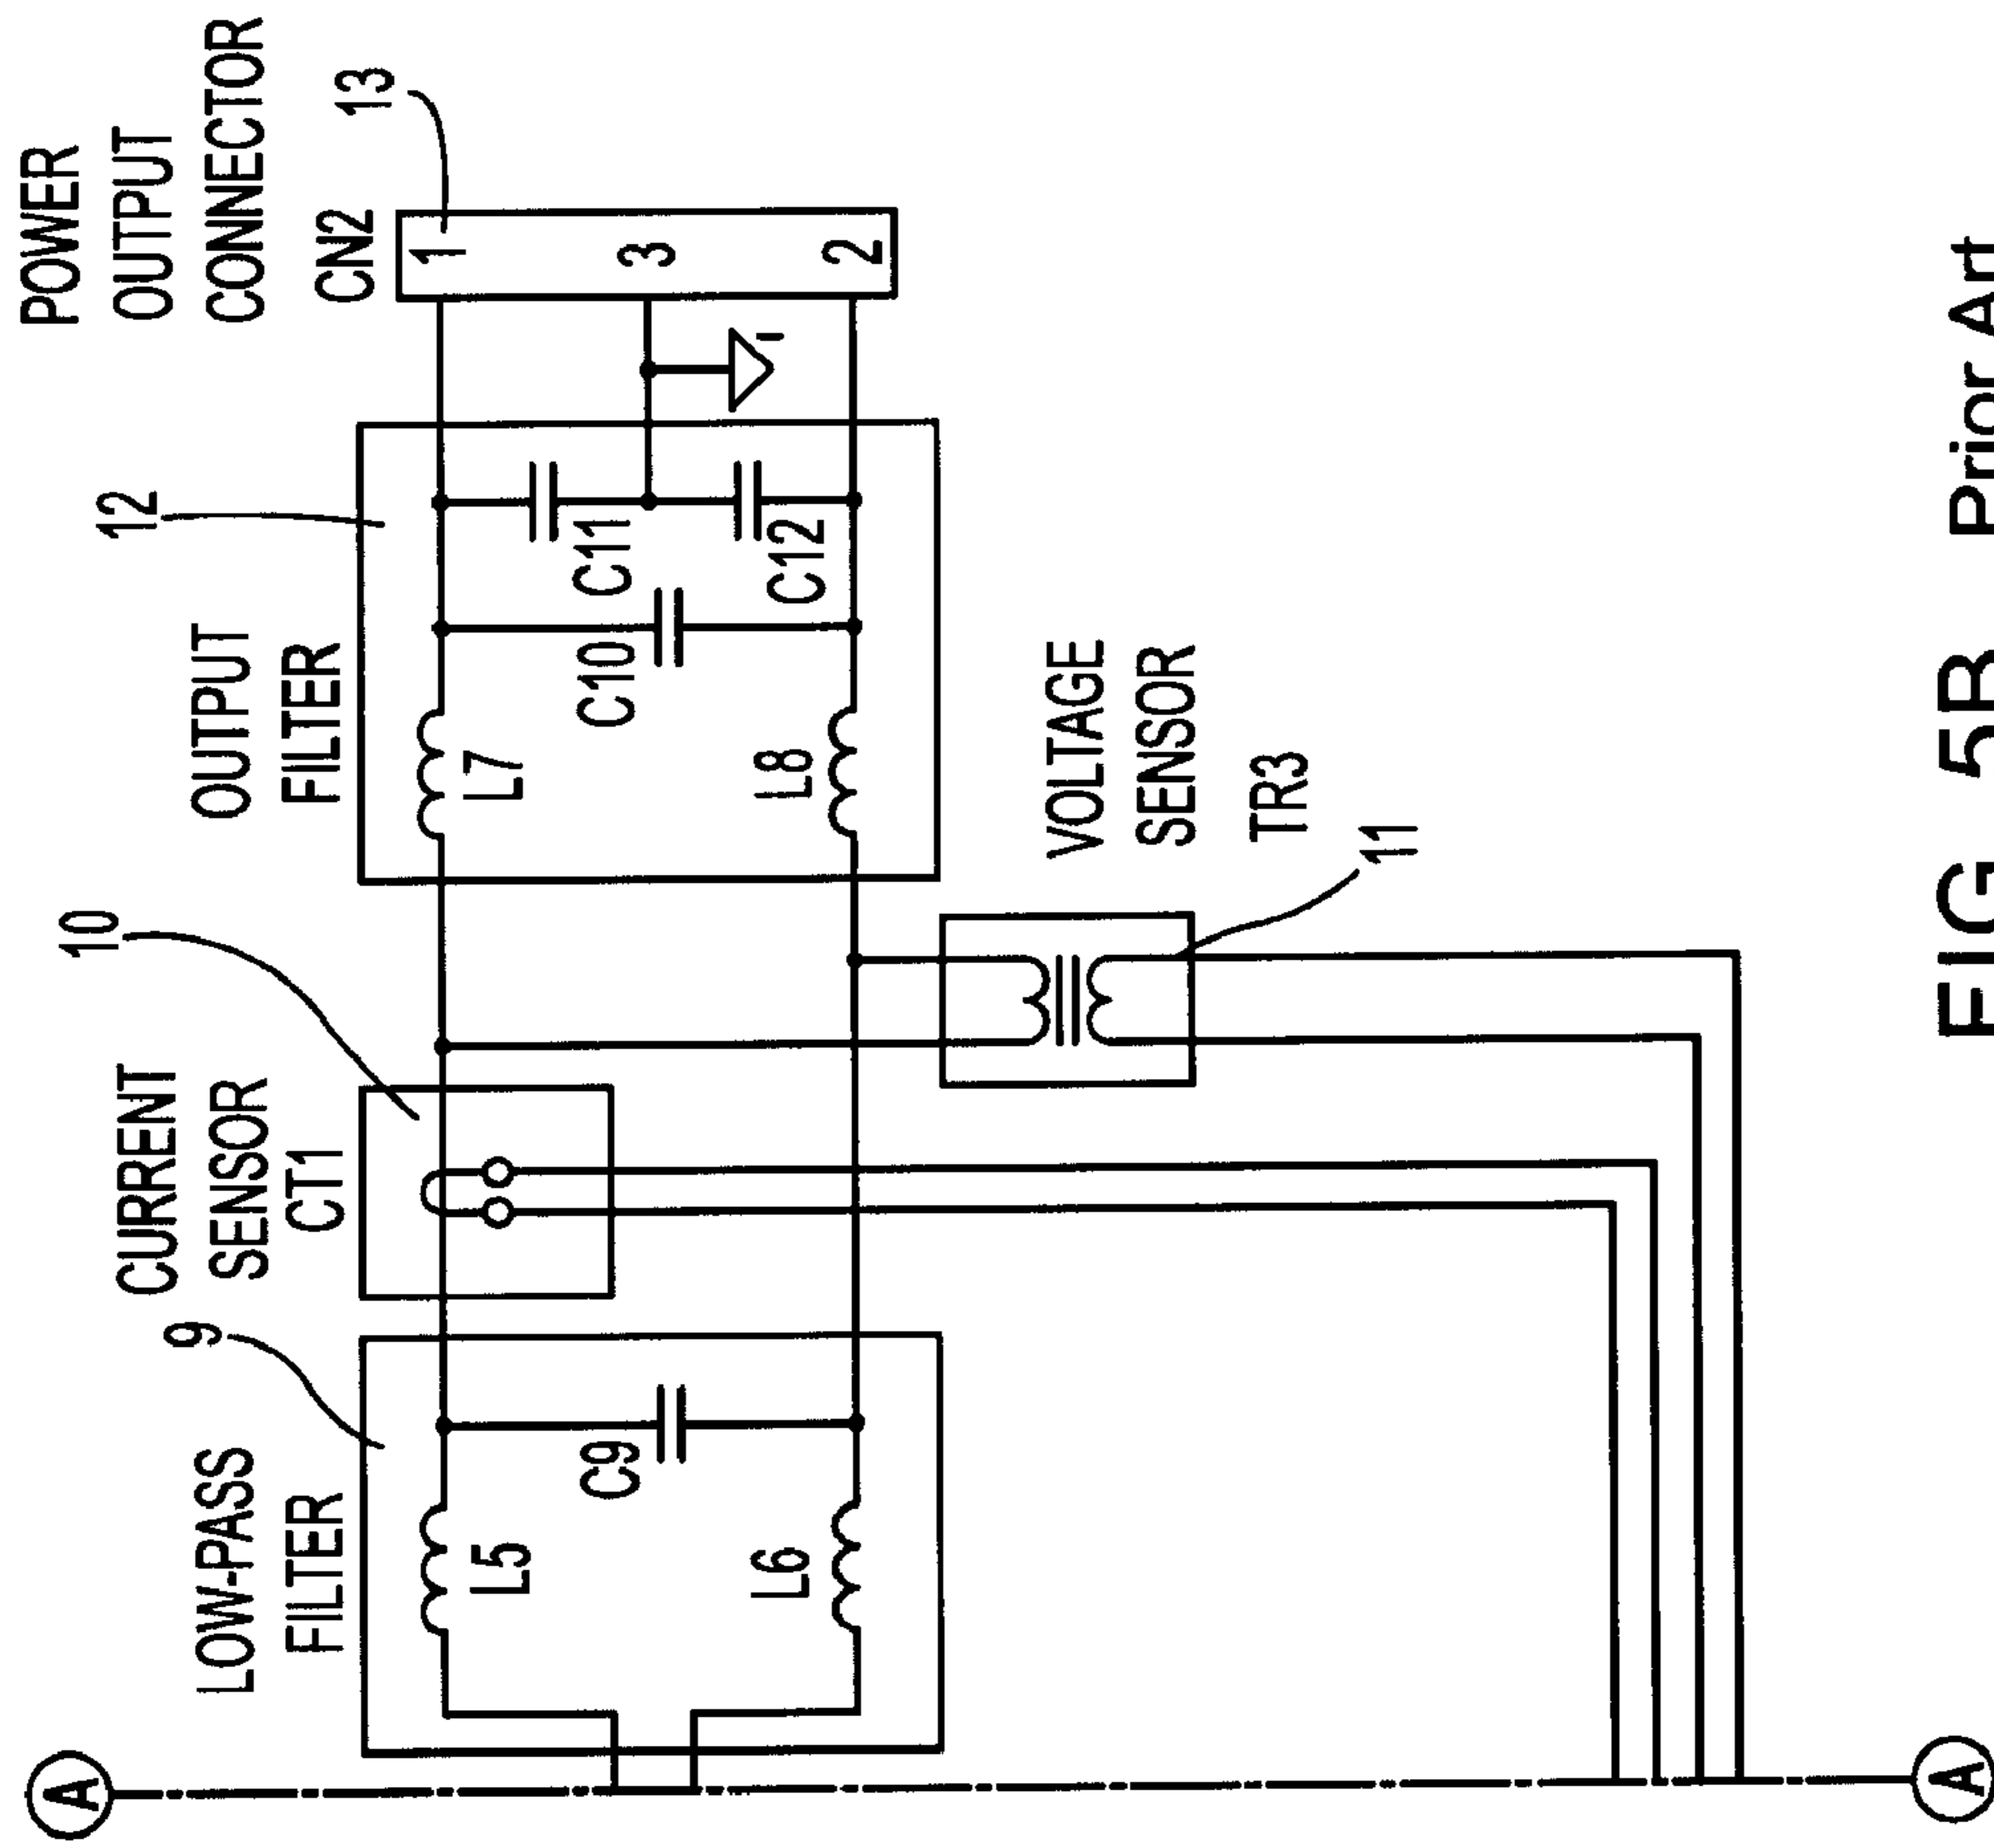 POWER
OUTPUT
CONNECTOR
CN2
13
1
3
2
OUTPUT
FILTER
12
L7
L8
C10
C11
C12
CURRENT
SENSOR
CT1
10
VOLTAGE
SENSOR
TR3
11
LOW-PASS
FILTER
9
L5
L6
C9
A
A
FIG. 5B Prior Art